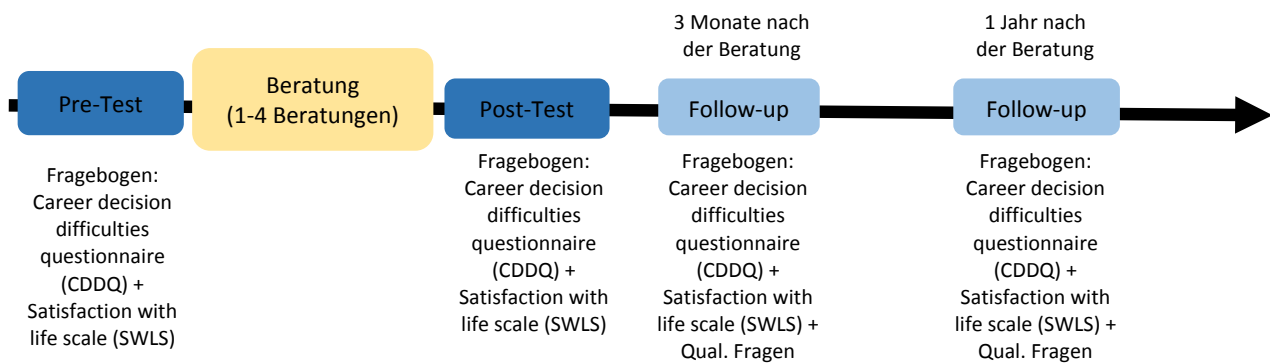 3 Monate nach
der Beratung
1 Jahr nach
der Beratung
Pre-Test
Beratung
(1-4 Beratungen)
Post-Test
Follow-up
Follow-up
Fragebogen:
Career decision
difficulties
questionnaire
(CDDQ) +
Satisfaction with
life scale (SWLS)
Fragebogen:
Career decision
difficulties
questionnaire
(CDDQ) +
Satisfaction with
life scale (SWLS)
Fragebogen:
Career decision
difficulties
questionnaire
(CDDQ) +
Satisfaction with
life scale (SWLS) +
Qual. Fragen
Fragebogen:
Career decision
difficulties
questionnaire
(CDDQ) +
Satisfaction with
life scale (SWLS) +
Qual. Fragen